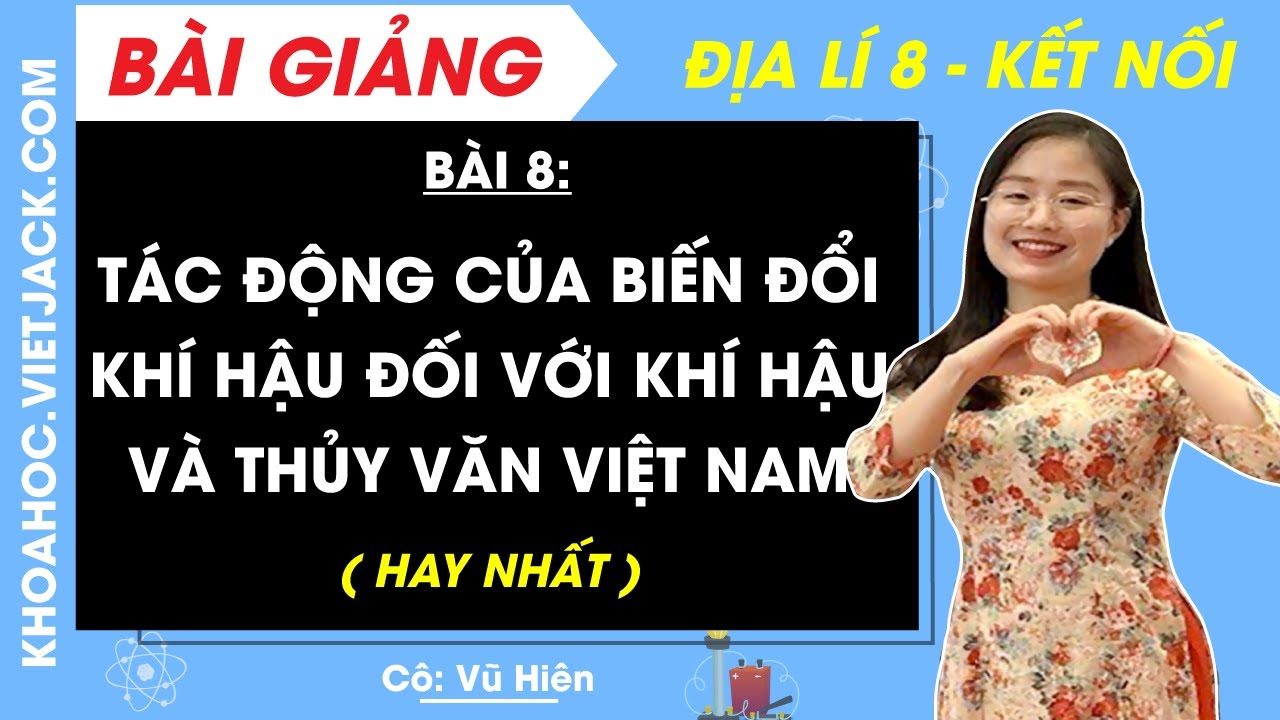 BÀI GIẢNG
ĐỊA LÍ 8 - KẾT NỐI
KHOAHOC.VIETJACK.COM
BÀI 8:
TÁC ĐỘNG CỦA BIẾN ĐỔI
KHÍ HẬU ĐỐI VỚI KHÍ HẬU
VÀ THỦY VĂN VIỆT NAM
( HAY NHẤT )
Cô: Vũ Hiên